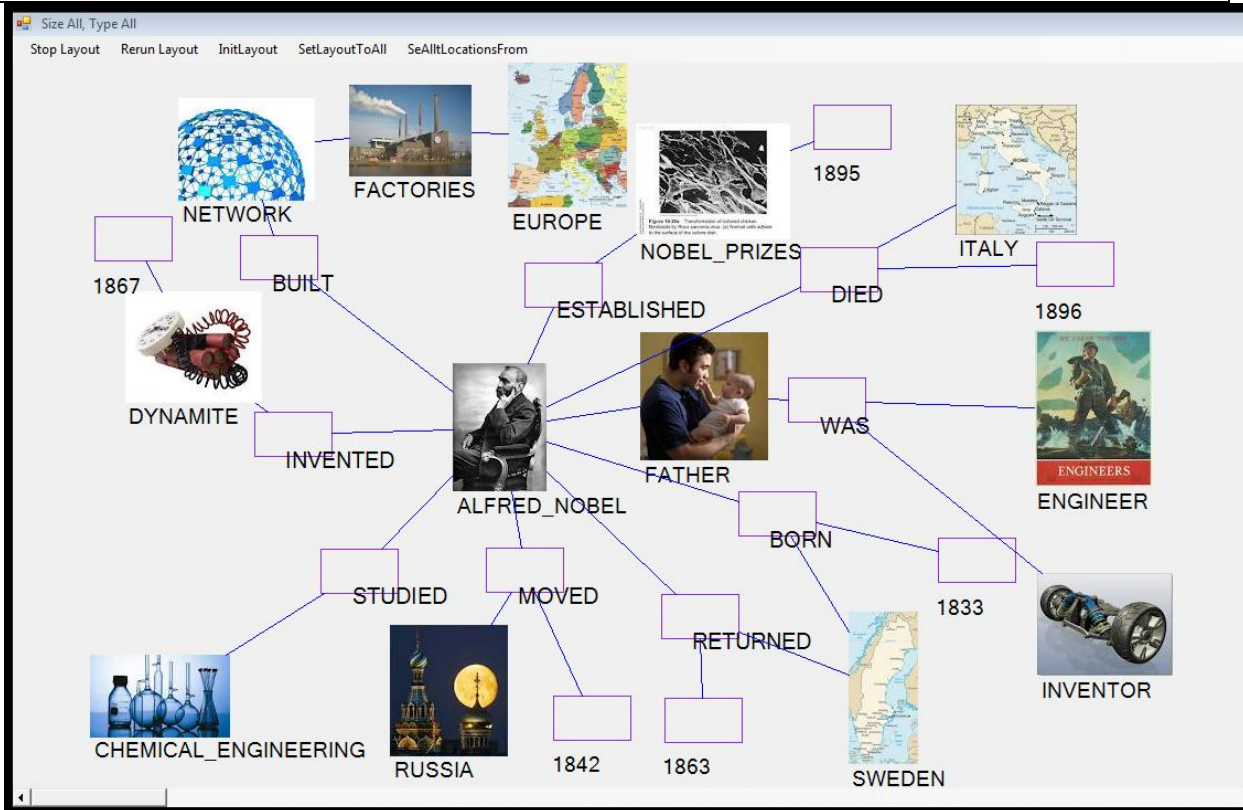 Size All, Type All
Stop Layout Rerun Layout InitLayout SetLayoutToAll SeAlltLocationsFrom
NETWORK
FACTORIES
EUROPE
NOBEL_PRIZES
1895
ITALY
1867
BUILT
ESTABLISHED
DIED
1896
DYNAMITE
INVENTED
ALFRED_NOBEL
FATHER
WAS
ENGINEERS
ENGINEER
BORN
STUDIED
MOVED
RETURNED
1833
INVENTOR
CHEMICAL_ENGINEERING
RUSSIA
1842
1863
SWEDEN